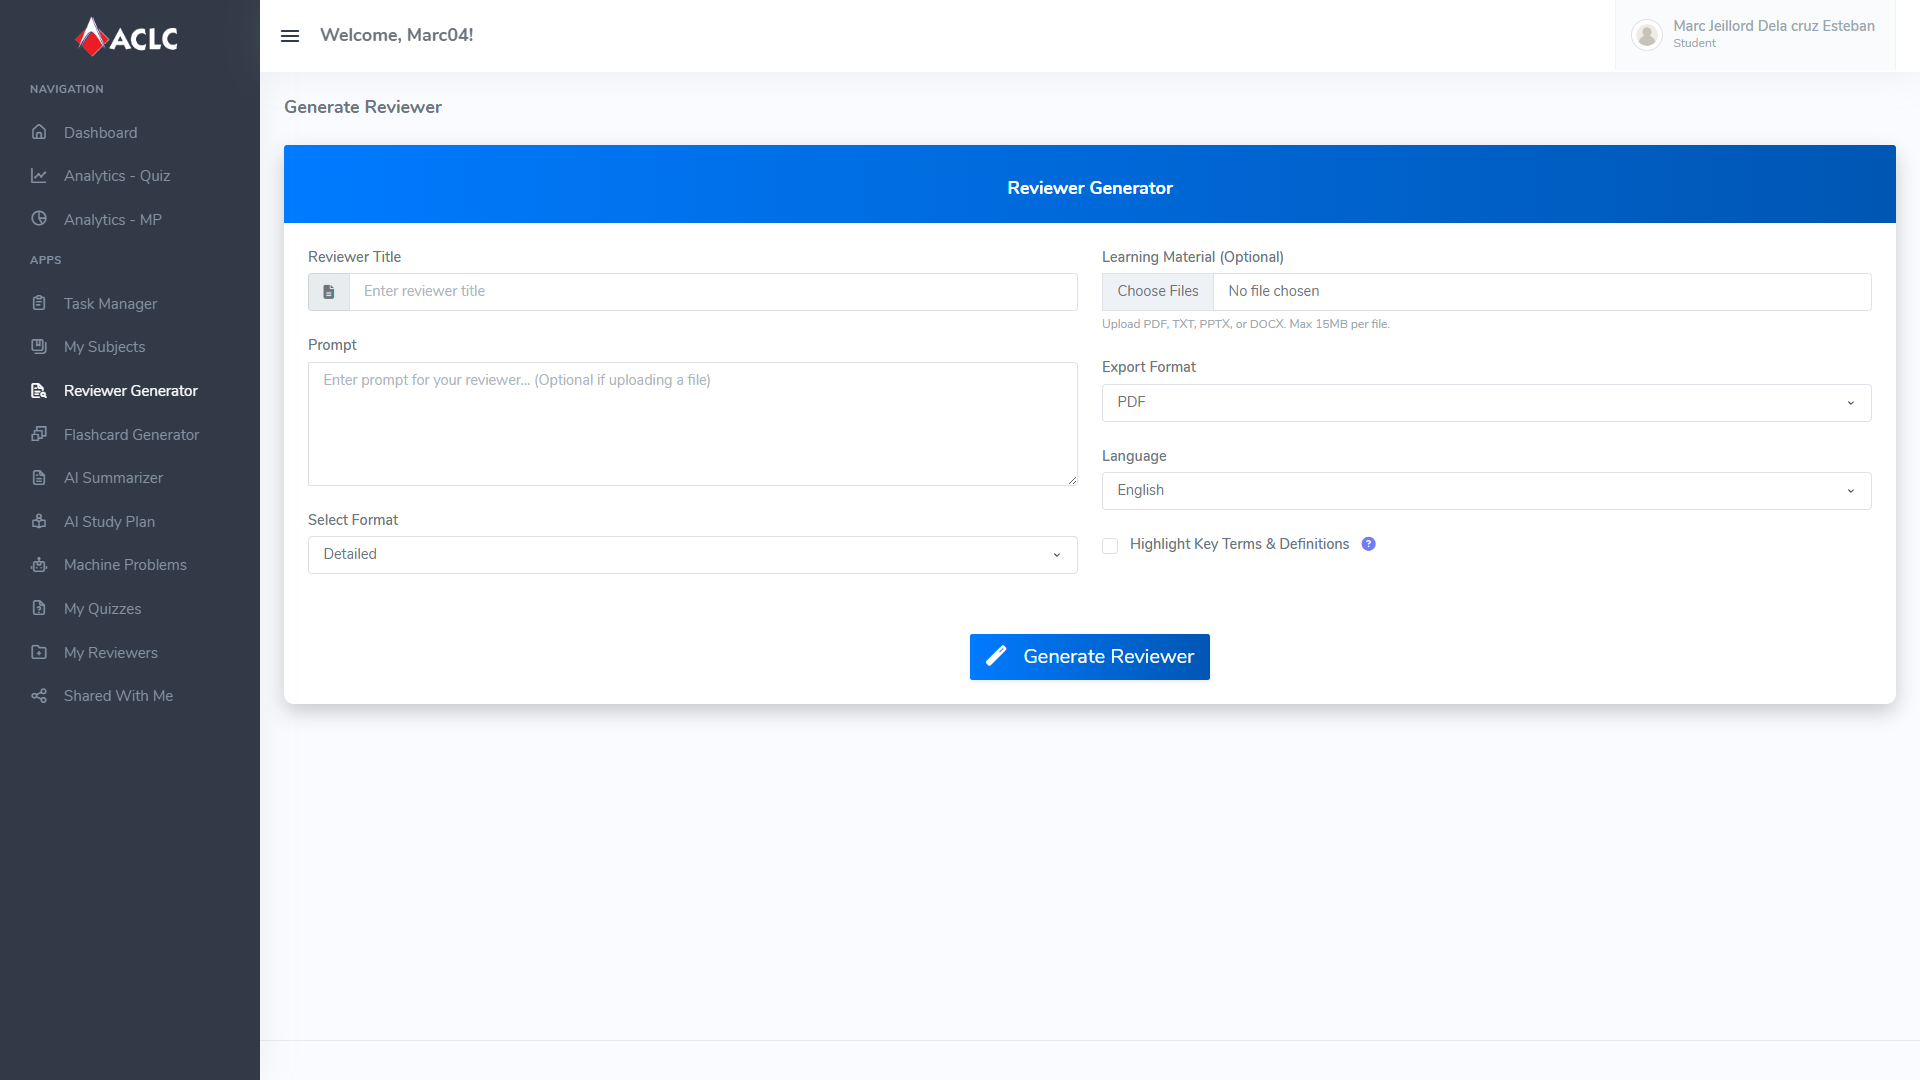 ACLC
NAVIGATION
Dashboard
Analytics - Quiz
Analytics - MP
APPS
Task Manager
My Subjects
Reviewer Generator
Flashcard Generator
AI Summarizer
AI Study Plan
Machine Problems
My Quizzes
My Reviewers
Shared With Me
Welcome, Marc04!
Marc Jeillord Dela cruz Esteban
Student
Generate Reviewer
Reviewer Generator
Reviewer Title
Enter reviewer title
Prompt
Enter prompt for your reviewer... (Optional if uploading a file)
Select Format
Detailed
Learning Material (Optional)
Choose Files No file chosen
Upload PDF, TXT, PPTX, or DOCX. Max 15MB per file.
Export Format
PDF
Language
English
Highlight Key Terms & Definitions ?
Generate Reviewer